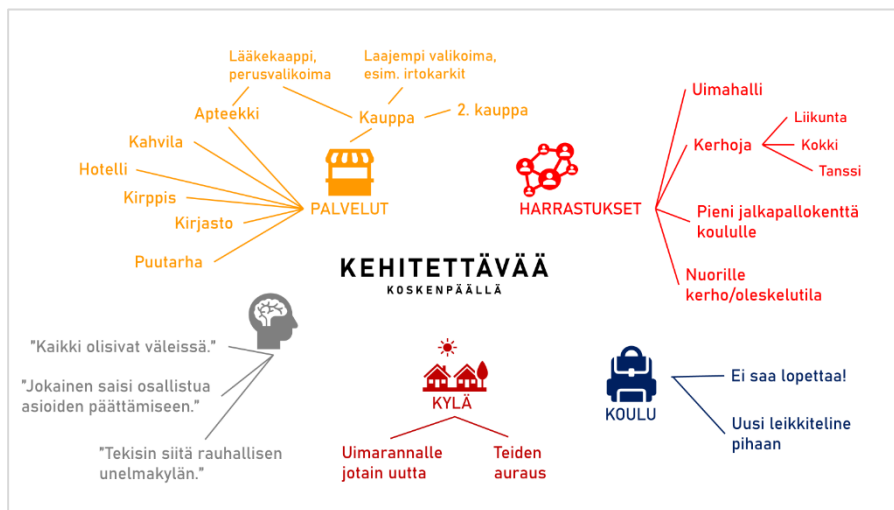 Lääkekaappi,
perusvalikoima
Laajempi valikoima,
esim. irtokarkit
Apteekki
Kauppa
2. kauppa
Kahvila
Hotelli
Kirppis
Kirjasto
Puutarha
PALVELUT
HARRASTUKSET
Uimahalli
Kerhoja
Liikunta
Kokki
Tanssi
Pieni jalkapallokenttä
koululle
Nuorille
kerho/oleskelutila
KEHITETTÄVÄÄ
KOSKENPÄÄLLÄ
"Kaikki olisivat väleissä."
"Jokainen saisi osallistua
asioiden päättämiseen."
"Tekisin siitä rauhallisen
unelmakylän."
KYLÄ
Uimarannalle
jotain uutta
Teiden
auraus
KOULU
Ei saa lopettaa!
Uusi leikkiteline
pihaan